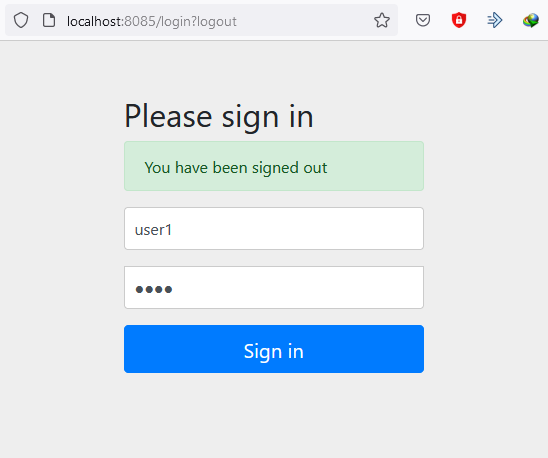 localhost:8085/login?logout
Please sign in
You have been signed out
user1
●●●●
Sign in